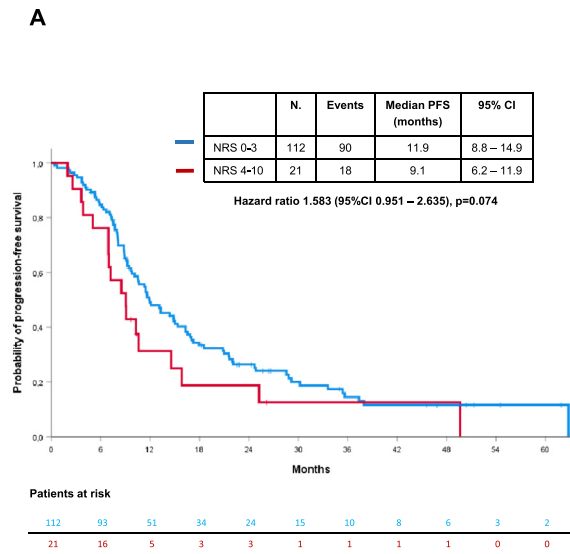 A
N. Events Median PFS (months) 95% CI
NRS 0-3 112 90 11.9 8.8 – 14.9
NRS 4-10 21 18 9.1 6.2 – 11.9
Hazard ratio 1.583 (95%CI 0.951 – 2.635), p=0.074
Probability of progression-free survival
1,0
0,8
0,6
0,4
0,2
0,0
0 6 12 18 24 30 36 42 48 54 60
Months
Patients at risk
112 93 51 34 24 15 10 8 6 3 2
21 16 5 3 3 1 1 1 1 0 0